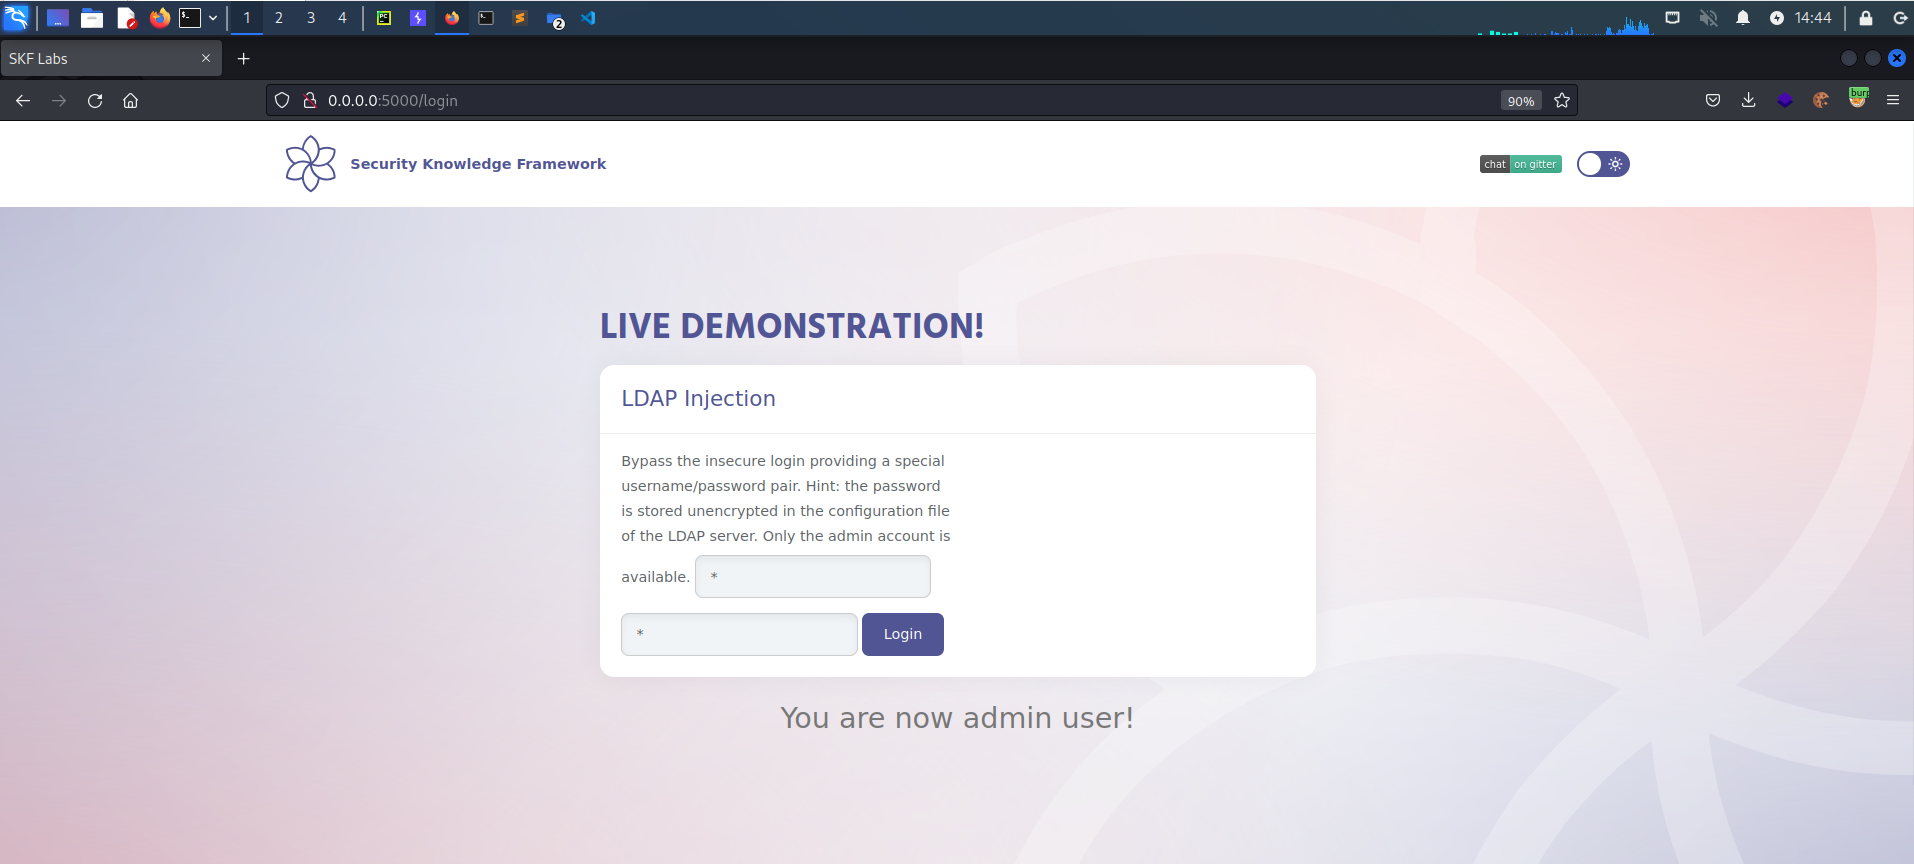 1 2 3 4 14:44
SKF Labs
0.0.0.0:5000/login 90%
Security Knowledge Framework chat on gitter
LIVE DEMONSTRATION!
LDAP Injection
Bypass the insecure login providing a special
username/password pair. Hint: the password
is stored unencrypted in the configuration file
of the LDAP server. Only the admin account is
available. *
* Login
You are now admin user!